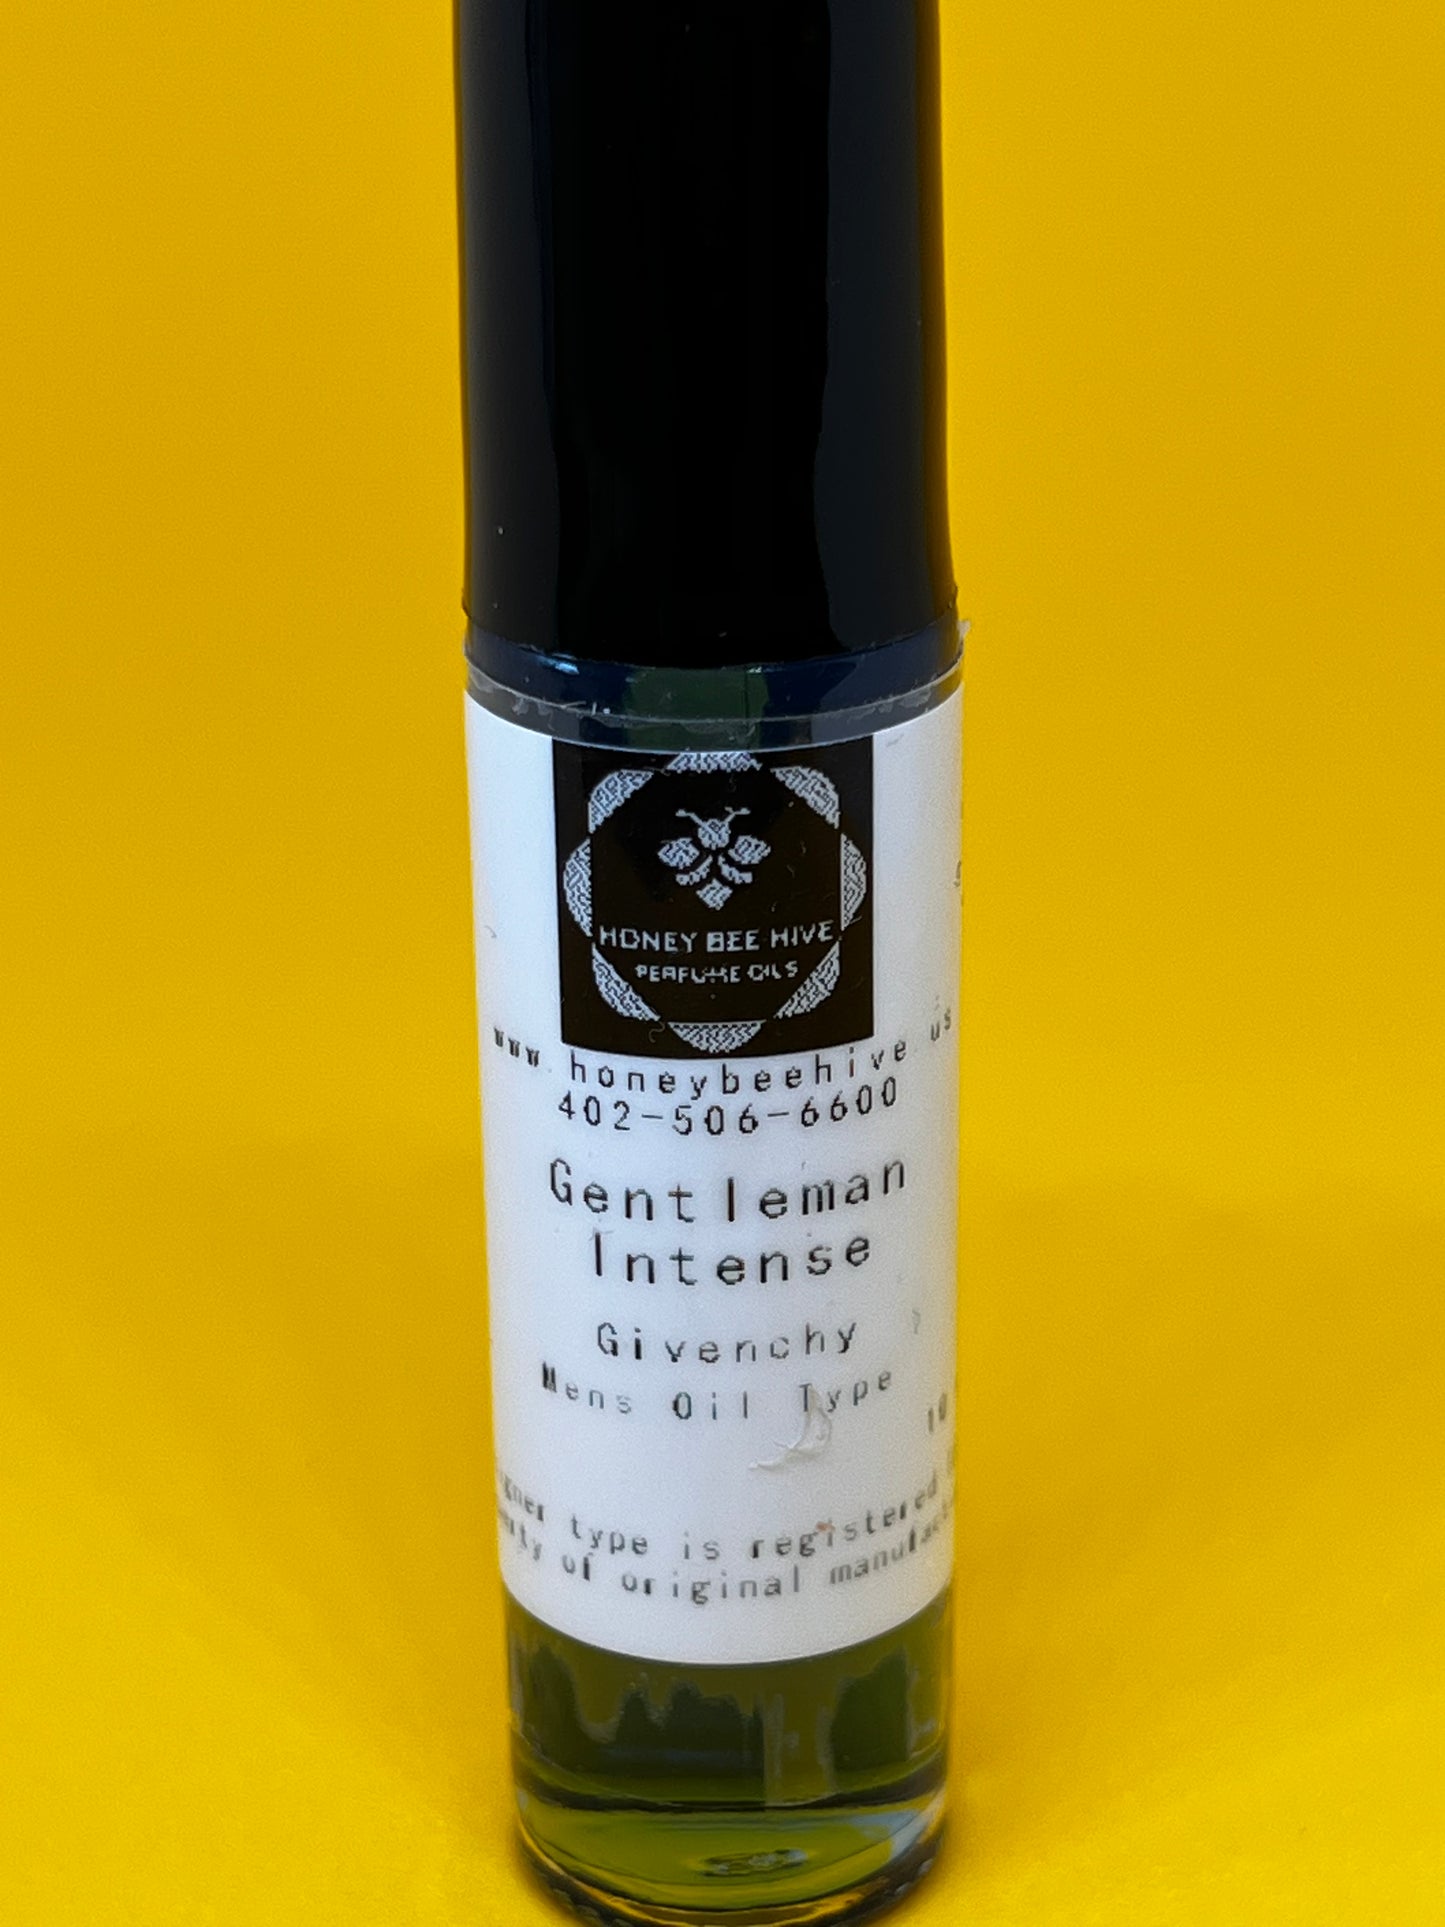 HONEY BEE HIVE
PERFUME OILS
www.honeybeehive.us
402-506-6600
Gentleman
Intense
Givenchy
Mens Oil Type
10
type is registered
of original